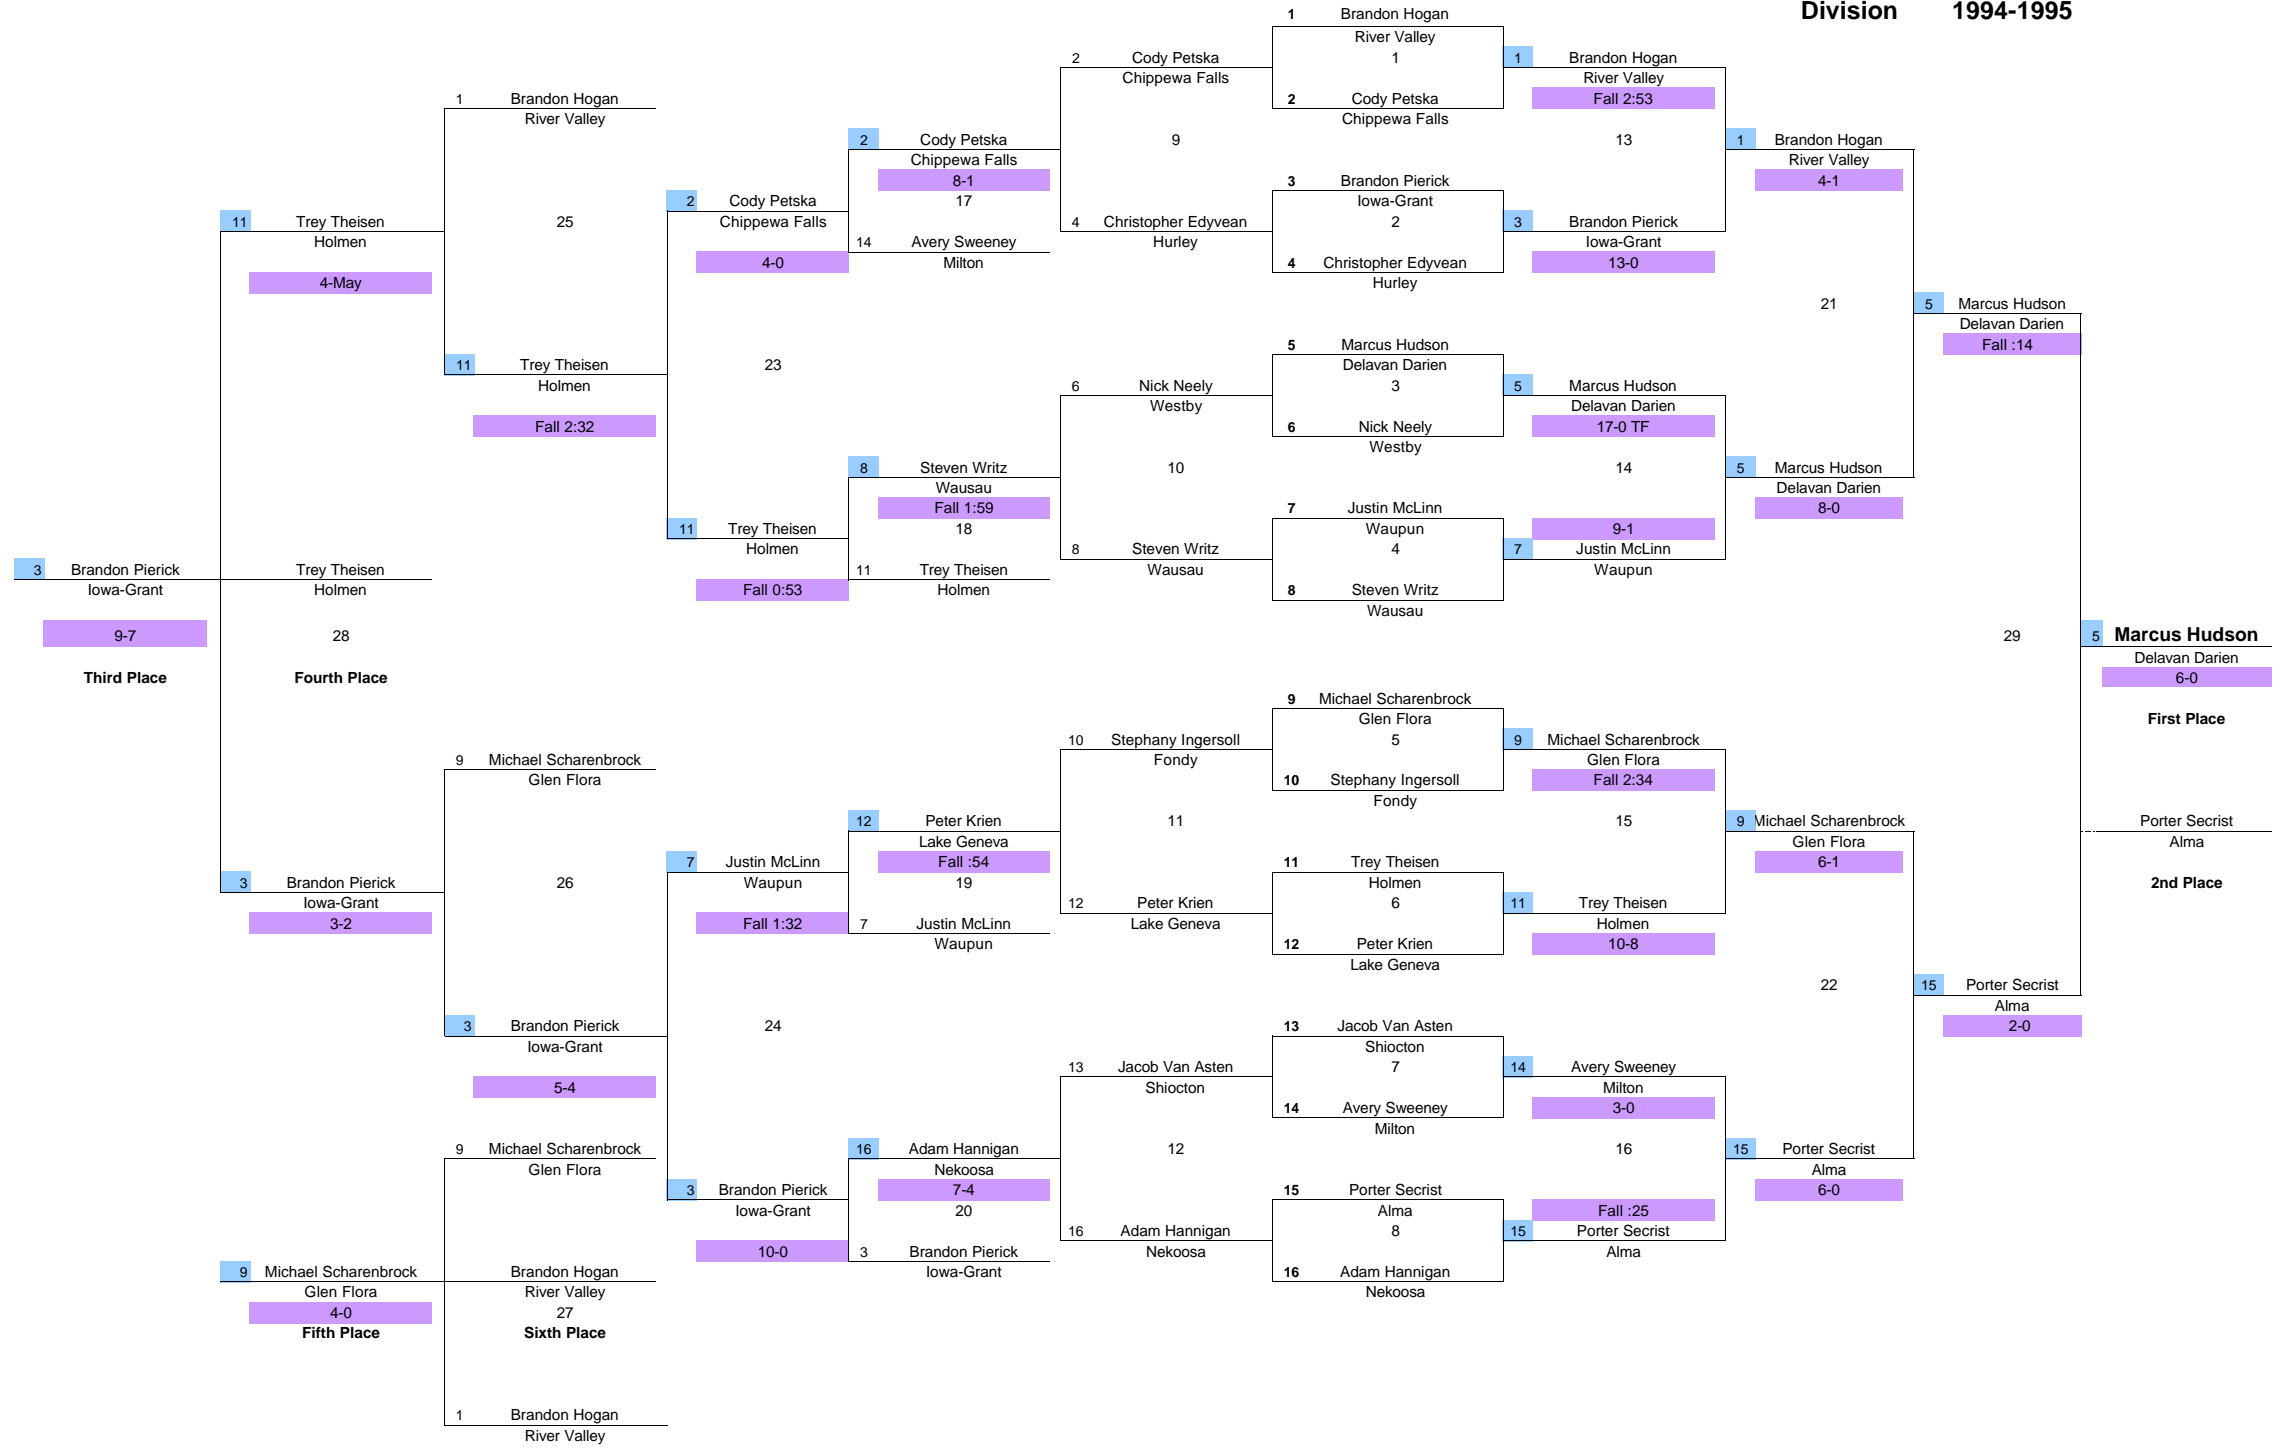 Division 1994-1995
1 Brandon Hogan
River Valley
2 Cody Petska 1 1 Brandon Hogan
Chippewa Falls River Valley
1 Brandon Hogan 2 Cody Petska Fall 2:53
River Valley Chippewa Falls
2 Cody Petska 9 13 1 Brandon Hogan
Chippewa Falls River Valley
8-1 3 Brandon Pierick 4-1
2 Cody Petska 17 Iowa-Grant
11 Trey Theisen 25 Chippewa Falls 4 Christopher Edyvean 2 3 Brandon Pierick
Holmen 14 Avery Sweeney Hurley Iowa-Grant
4-0 Milton 4 Christopher Edyvean 13-0
4-May Hurley
21 5 Marcus Hudson
Delavan Darien
5 Marcus Hudson Fall :14
11 Trey Theisen 23 Delavan Darien
Holmen 6 Nick Neely 3 5 Marcus Hudson
Westby Delavan Darien
Fall 2:32 6 Nick Neely 17-0 TF
Westby
8 Steven Writz 10 14 5 Marcus Hudson
Wausau Delavan Darien
Fall 1:59 7 Justin McLinn 8-0
11 Trey Theisen 18 Waupun 9-1
Holmen 8 Steven Writz 4 7 Justin McLinn
3 Brandon Pierick Trey Theisen 11 Trey Theisen Wausau Waupun
Iowa-Grant Holmen Fall 0:53 Holmen 8 Steven Writz
Wausau
9-7 28 29 5 Marcus Hudson
Delavan Darien
Third Place Fourth Place 6-0
9 Michael Scharenbrock
Glen Flora First Place
10 Stephany Ingersoll 5 9 Michael Scharenbrock
9 Michael Scharenbrock Fondy Glen Flora
Glen Flora 10 Stephany Ingersoll Fall 2:34
Fondy
12 Peter Krien 11 15 9 Michael Scharenbrock Porter Secrist
Lake Geneva Glen Flora Alma
7 Justin McLinn Fall :54 11 Trey Theisen 6-1
3 Brandon Pierick 26 Waupun 19 Holmen 2nd Place
Iowa-Grant 12 Peter Krien 6 11 Trey Theisen
3-2 Fall 1:32 7 Justin McLinn Lake Geneva Holmen
Waupun 12 Peter Krien 10-8
Lake Geneva
22 15 Porter Secrist
Alma
3 Brandon Pierick 24 13 Jacob Van Asten 2-0
Iowa-Grant Shiocton
13 Jacob Van Asten 7 14 Avery Sweeney
5-4 Shiocton Milton
14 Avery Sweeney 3-0
Milton
9 Michael Scharenbrock 16 Adam Hannigan 12 16 15 Porter Secrist
Glen Flora Nekoosa Alma
3 Brandon Pierick 7-4 15 Porter Secrist 6-0
Iowa-Grant 20 Alma Fall :25
16 Adam Hannigan 8 15 Porter Secrist
10-0 3 Brandon Pierick Nekoosa Alma
9 Michael Scharenbrock Brandon Hogan Iowa-Grant 16 Adam Hannigan
Glen Flora River Valley Nekoosa
4-0 27
Fifth Place Sixth Place
1 Brandon Hogan
River Valley